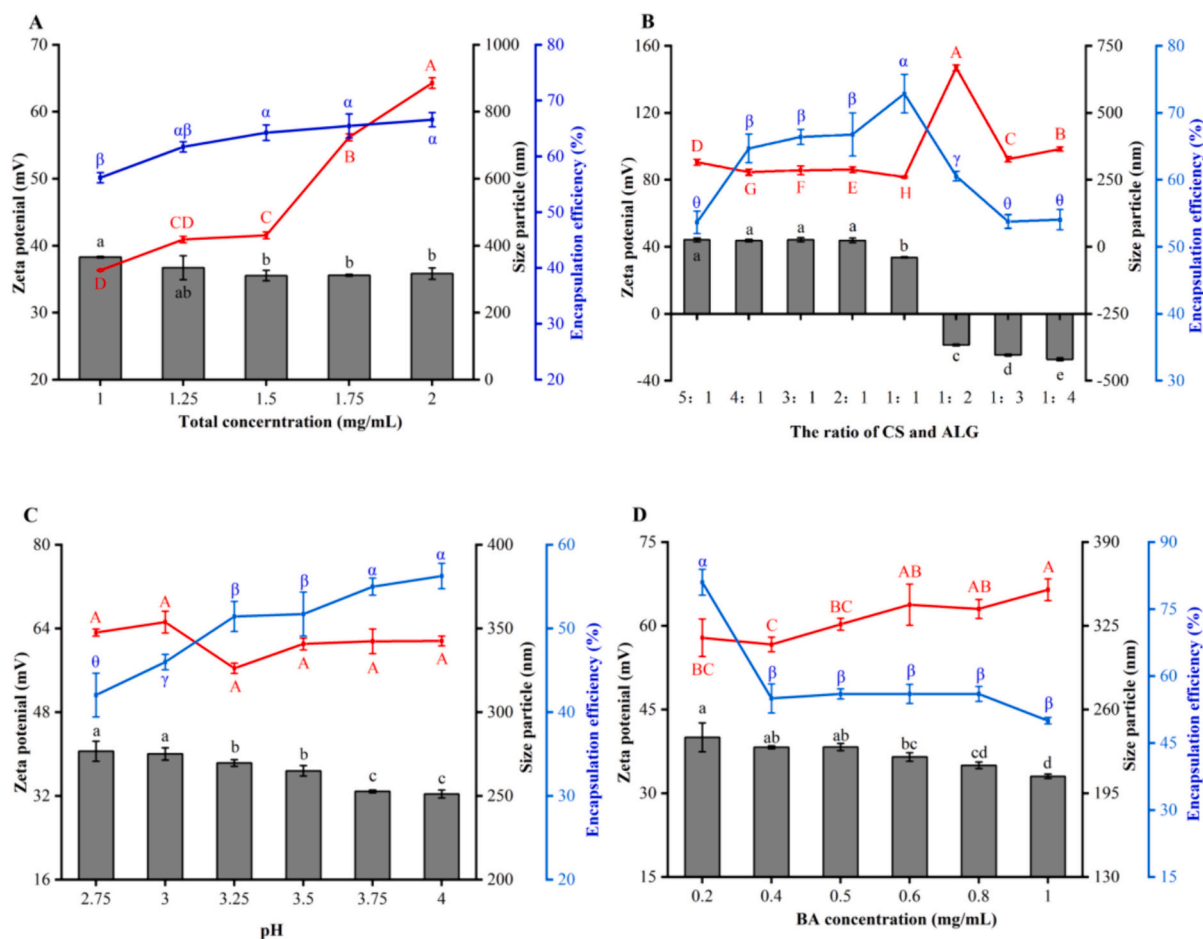 A
70
60
50
40
30
20
Zeta potenial (mV)
1000
800
600
400
200
0
Size particle (nm)
80
70
60
50
40
30
20
Encapsulation efficiency (%)
β
αβ
α
α
α
D
CD
C
B
A
a
ab
b
b
b
1
1.25
1.5
1.75
2
Total concerntration (mg/mL)
B
160
120
80
40
0
-40
Zeta potenial (mV)
750
500
250
0
-250
-500
Size particle (nm)
80
70
60
50
40
30
Encapsulation efficiency (%)
D
G
F
E
H
A
C
B
θ
β
β
β
α
γ
θ
θ
a
a
a
a
b
c
d
e
5: 1
4: 1
3: 1
2: 1
1: 1
1: 2
1: 3
1: 4
The ratio of CS and ALG
C
80
64
48
32
16
Zeta potenial (mV)
400
350
300
250
200
Size particle (nm)
60
50
40
30
20
Encapsulation efficiency (%)
A
A
A
A
A
A
θ
γ
β
β
α
α
a
a
b
b
c
c
2.75
3
3.25
3.5
3.75
4
pH
D
75
60
45
30
15
Zeta potenial (mV)
390
325
260
195
130
Size particle (nm)
90
75
60
45
30
15
Encapsulation efficiency (%)
α
β
β
β
β
β
BC
C
BC
AB
AB
A
a
ab
ab
bc
cd
d
0.2
0.4
0.5
0.6
0.8
1
BA concentration (mg/mL)